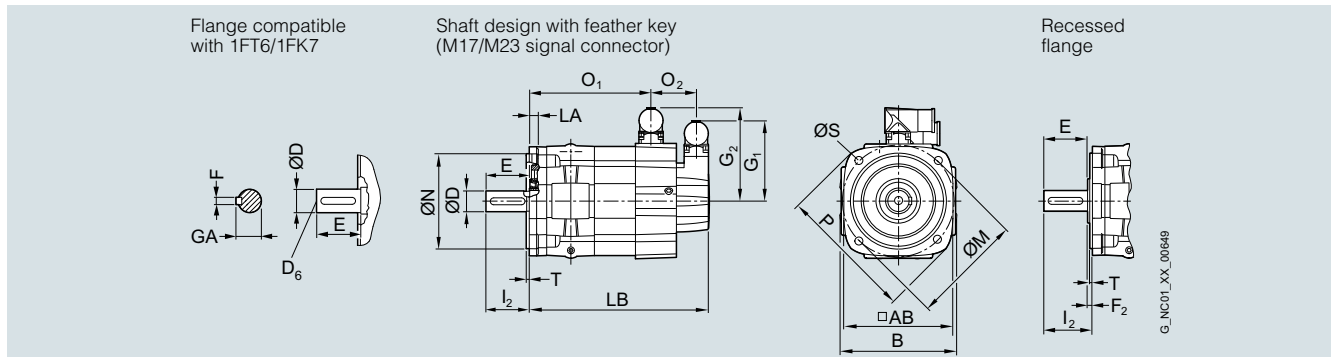 Flange compatible
with 1FT6/1FK7
Shaft design with feather key
(M17/M23 signal connector)
Recessed
flange
F
GA
ØD
E
D₆
O₁
O₂
LA
G₂
G₁
E
ØN
ØD
T
I₂
LB
ØS
P
ØM
□AB
B
E
T
F₂
I₂
G_NC01_XX_00649